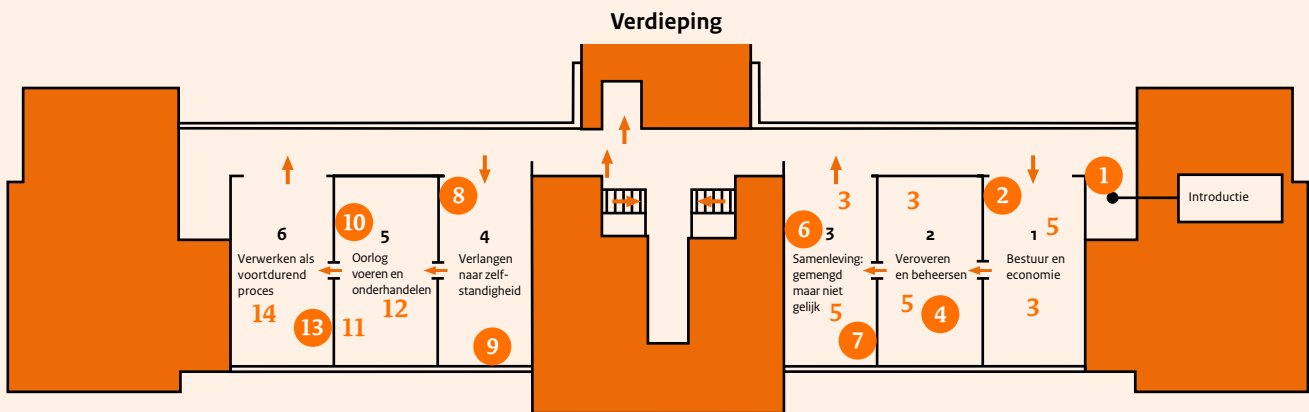 Verdieping
1
Introductie
8
2
3
3
10
6
5
6
Verwerken als
voortdurend
proces
5
Oorlog
voeren en
onderhandelen
4
Verlangen
naar zelf-
standigheid
3
Samenleving:
gemengd
maar niet
gelijk
2
Veroveren
en beheersen
1
Bestuur en
economie
14
13
11
12
9
5
7
5
4
3